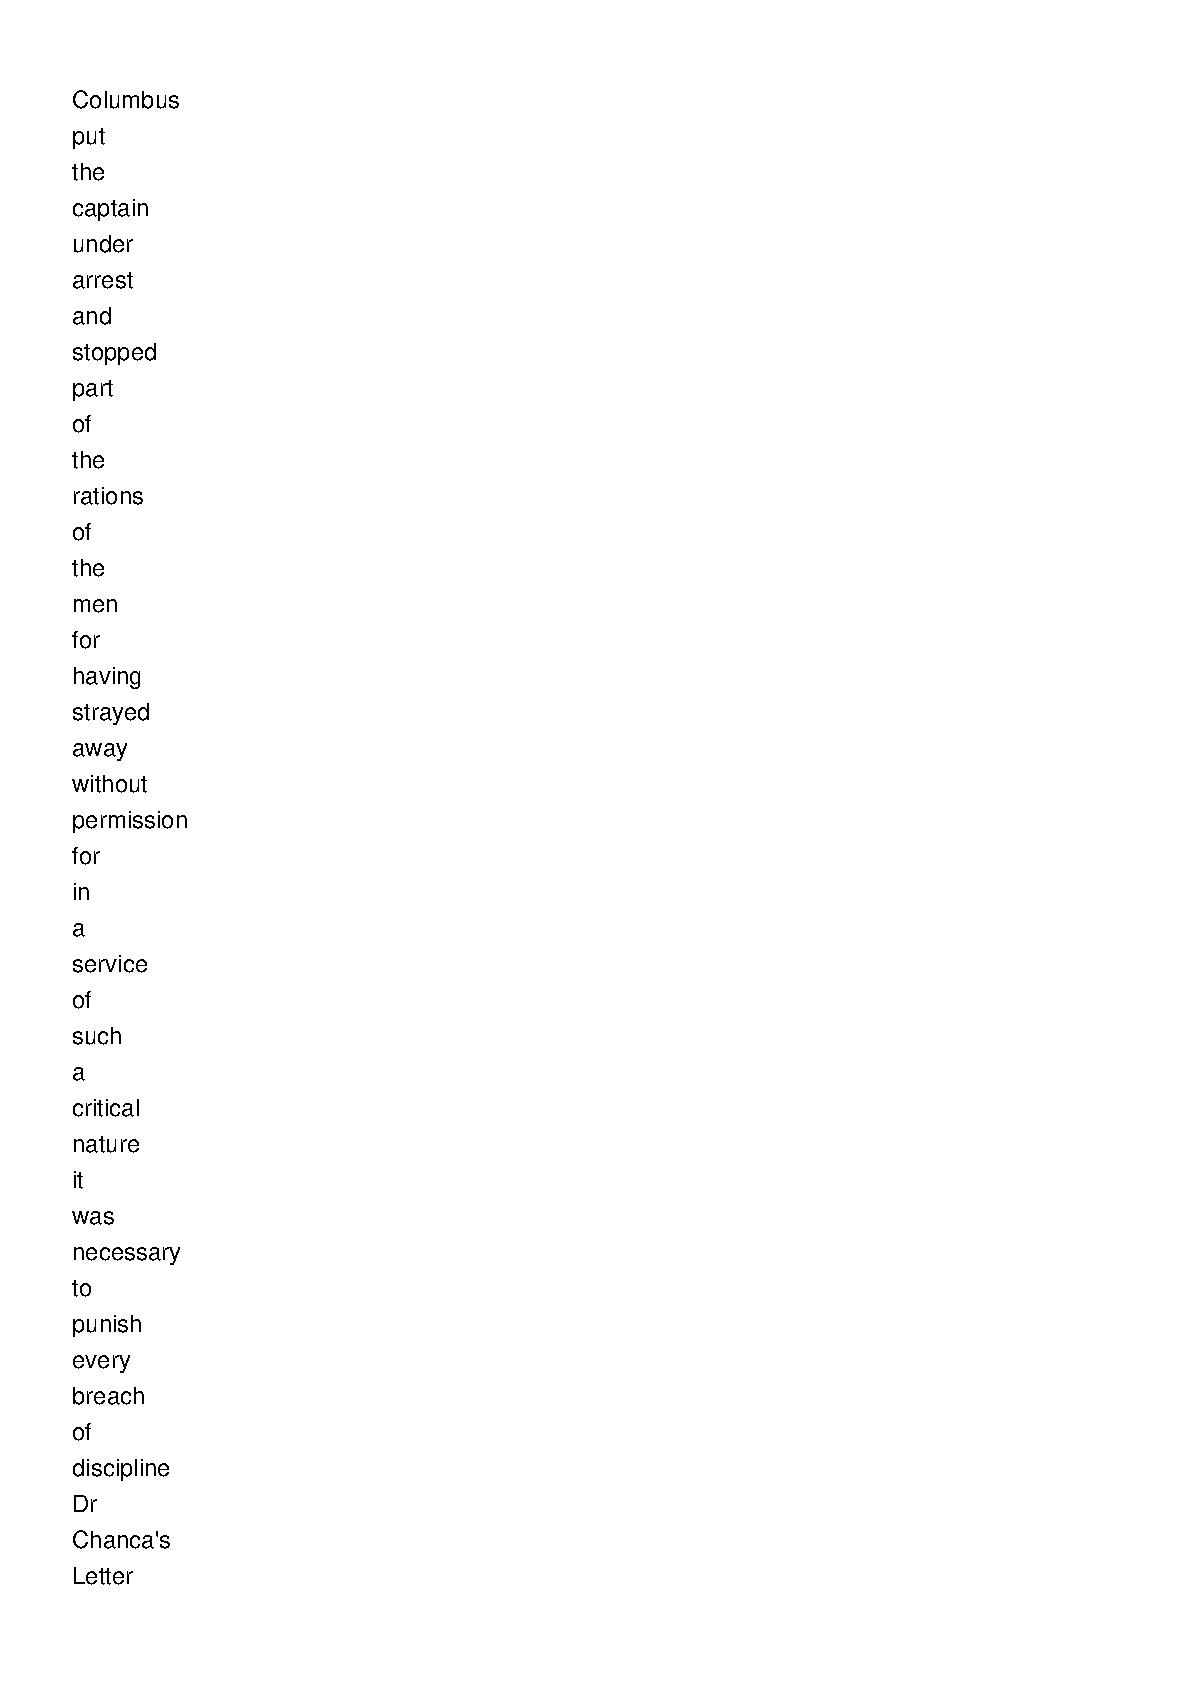 Columbus
put
the
captain
under
arrest
and
stopped
part
of
the
rations
of
the
men
for
having
strayed
away
without
permission
for
in
a
service
of
such
a
critical
nature
it
was
necessary
to
punish
every
breach
of
discipline
Dr
Chanca's
Letter